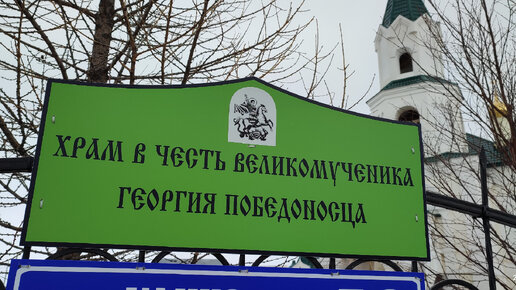 ХРАМ В ЧЕСТЬ ВЕЛИКОМУЧЕНИКА
ГЕОРГИЯ ПОБЕДОНОСЦА